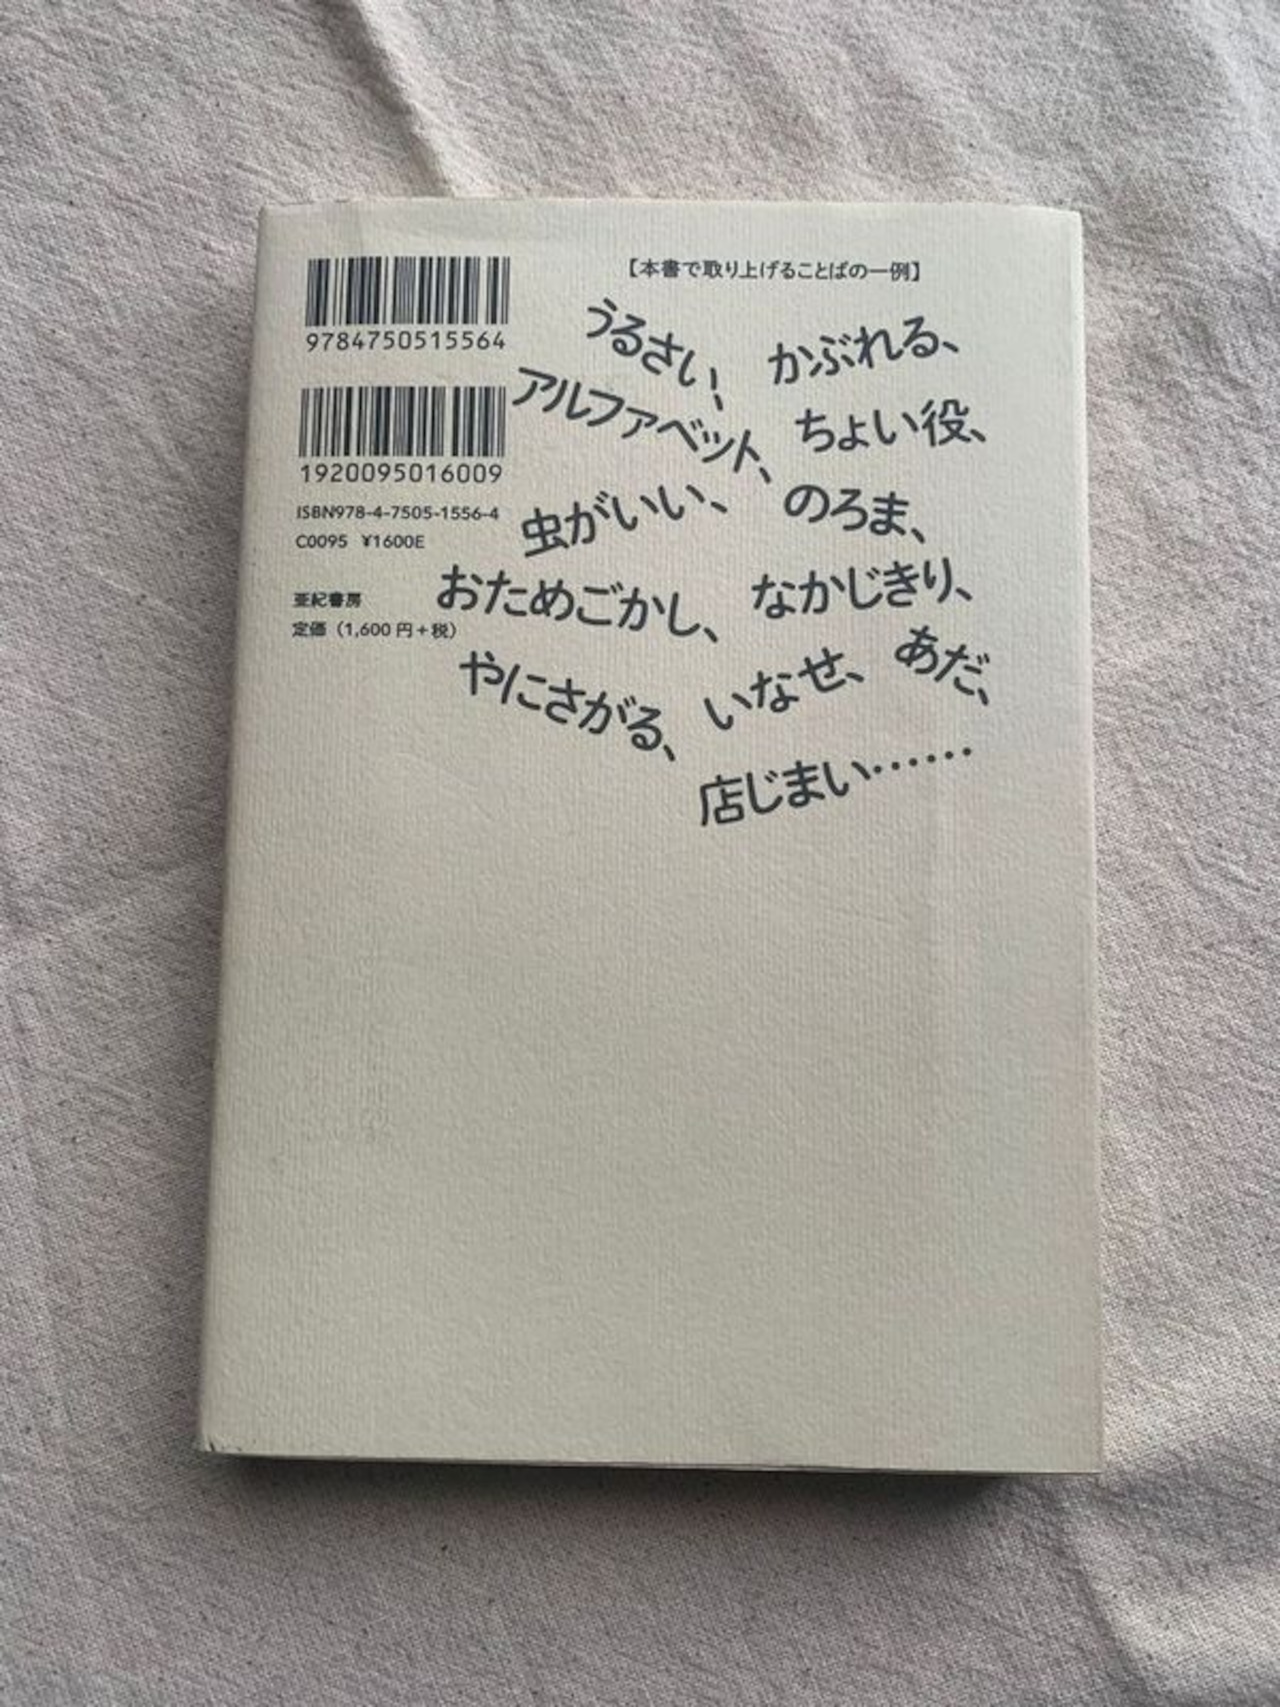 9784750515564
1920095016009
ISBN978-4-7505-1556-4
C0095 ¥1600E
亜紀書房
定価（1,600円+税）
【本書で取り上げることばの一例】
うるさい、 かぶれる、
アルファベット、 ちょい役、
虫がいい、 のろま、
おためごかし、 なかじきり、
やにさがる、 いなせ、 あだ、
店じまい……